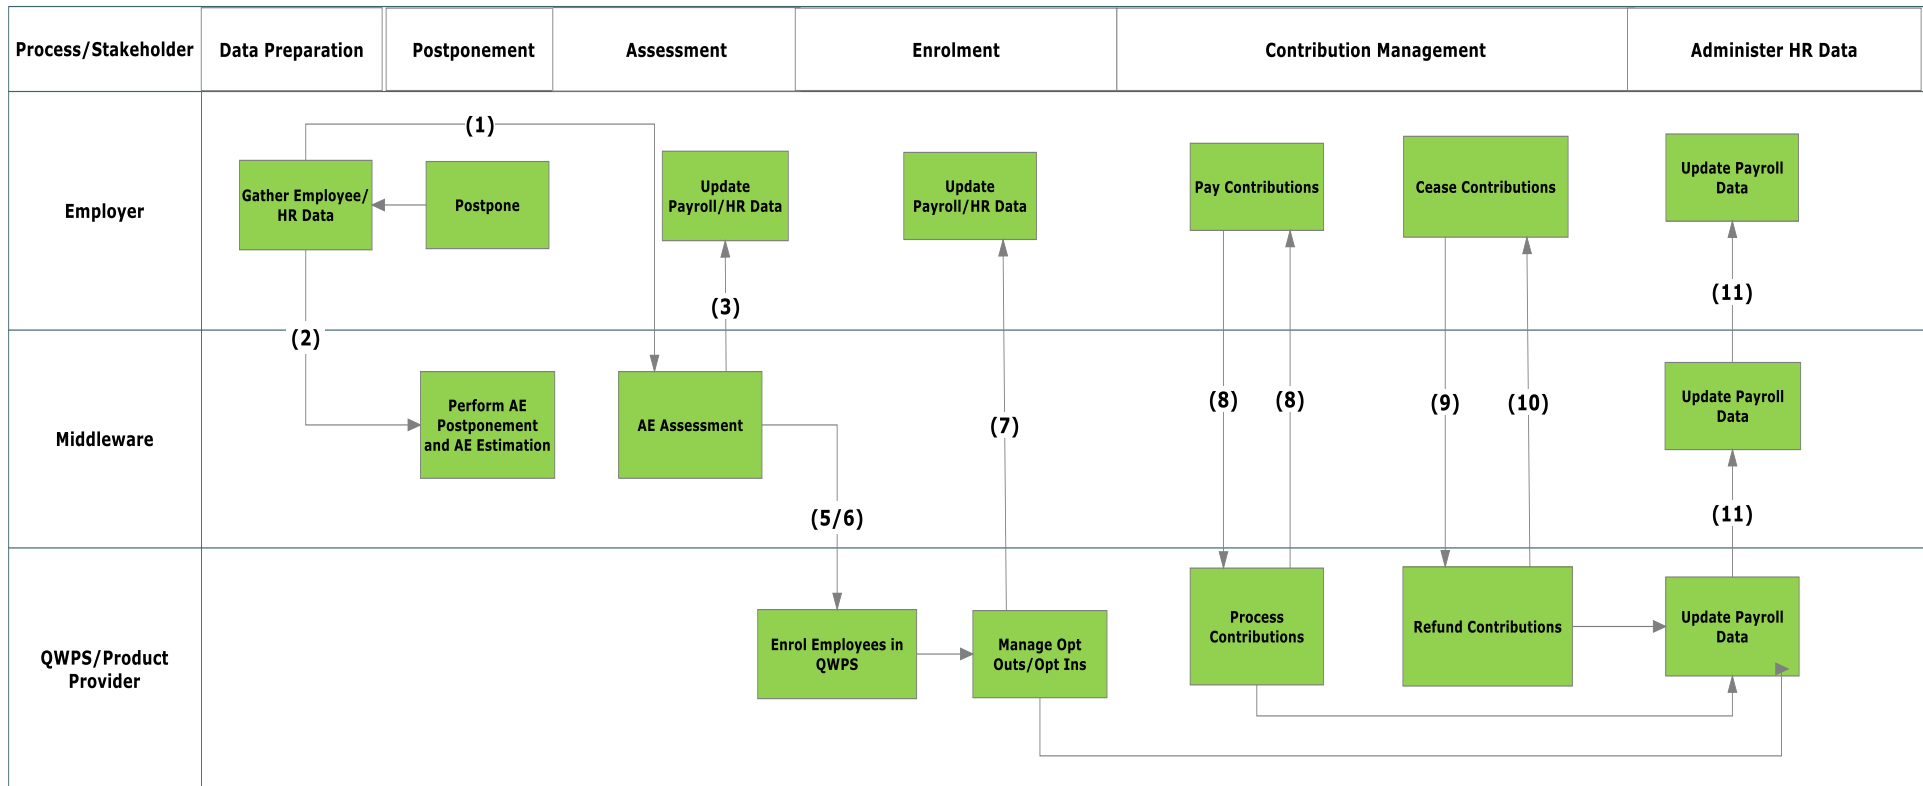 Process/Stakeholder
Data Preparation
Postponement
Assessment
Enrolment
Contribution Management
Administer HR Data
Employer
(1)
Gather Employee/
HR Data
Postpone
Update
Payroll/HR Data
Update
Payroll/HR Data
Pay Contributions
Cease Contributions
Update Payroll
Data
(3)
(11)
(2)
Middleware
Perform AE
Postponement
and AE Estimation
AE Assessment
(7)
(8)
(8)
(9)
(10)
Update Payroll
Data
(5/6)
(11)
QWPS/Product
Provider
Enrol Employees in
QWPS
Manage Opt
Outs/Opt Ins
Process
Contributions
Refund Contributions
Update Payroll
Data